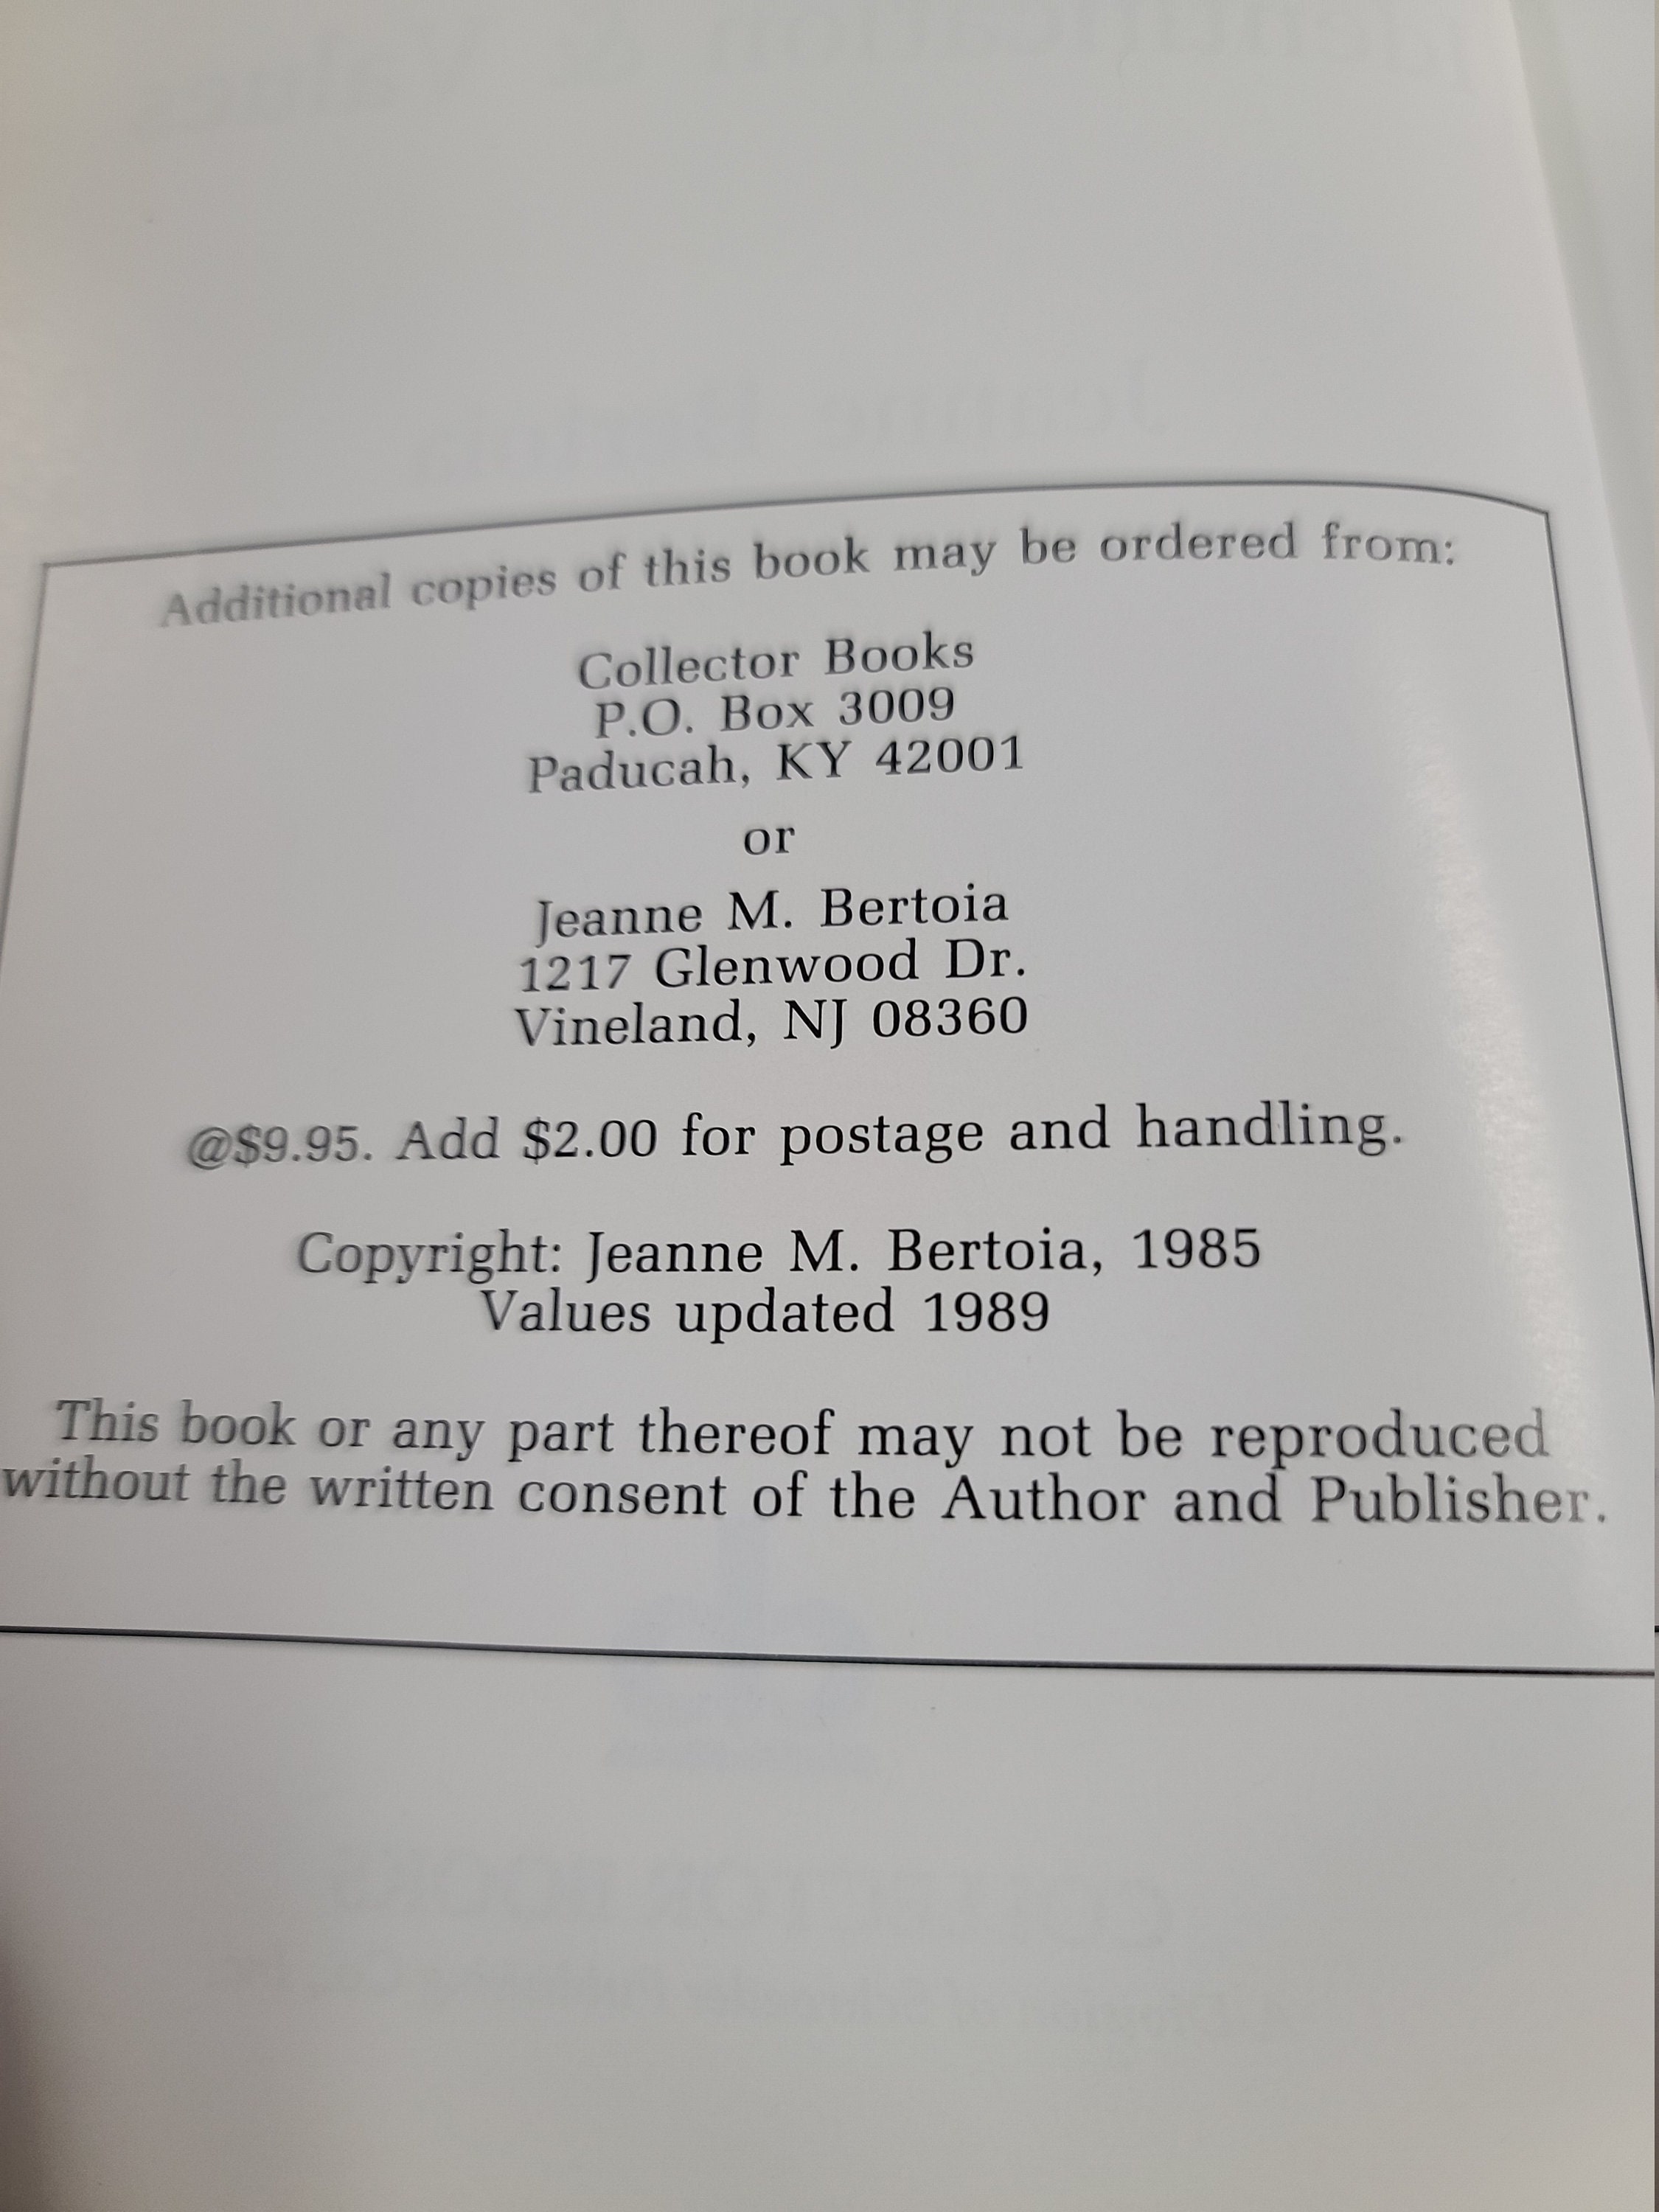 Additional copies of this book may be ordered from:
Collector Books
P.O. Box 3009
Paducah, KY 42001
or
Jeanne M. Bertoia
1217 Glenwood Dr.
Vineland, NJ 08360
@$9.95. Add $2.00 for postage and handling.
Copyright: Jeanne M. Bertoia, 1985
Values updated 1989
This book or any part thereof may not be reproduced
without the written consent of the Author and Publisher.